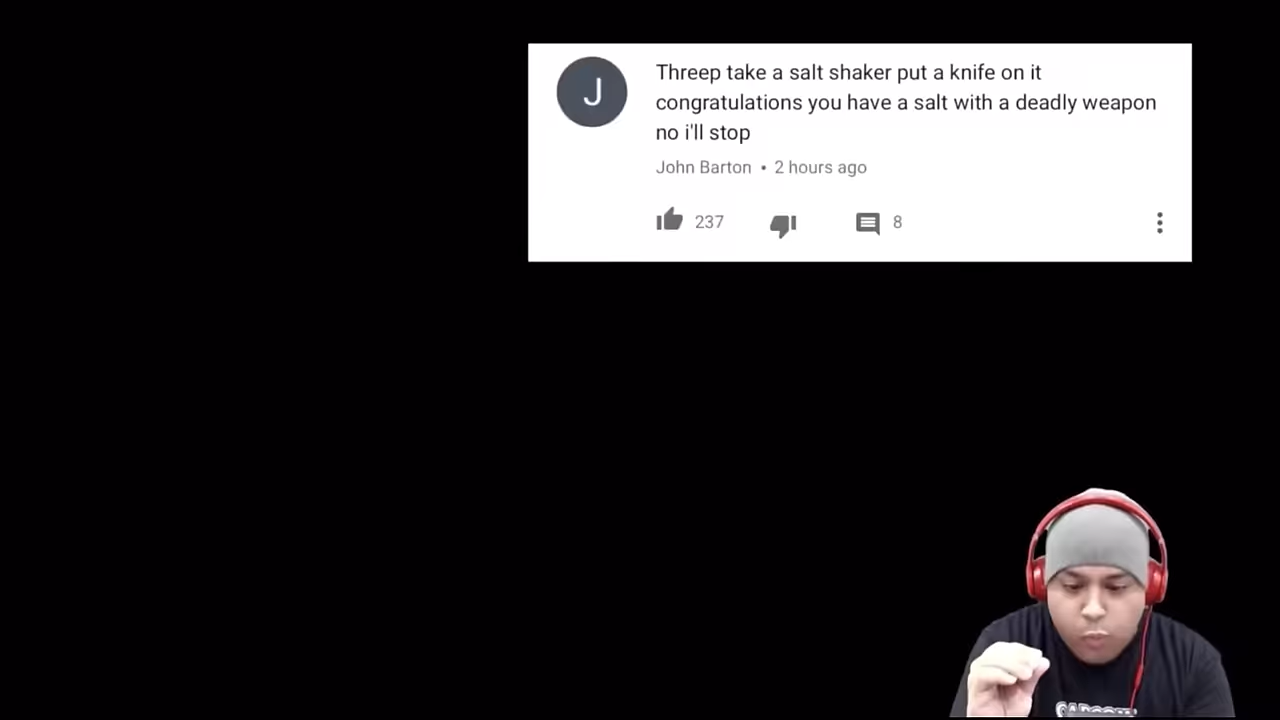 J
Threep take a salt shaker put a knife on it
congratulations you have a salt with a deadly weapon
no i'll stop
John Barton • 2 hours ago
237
8